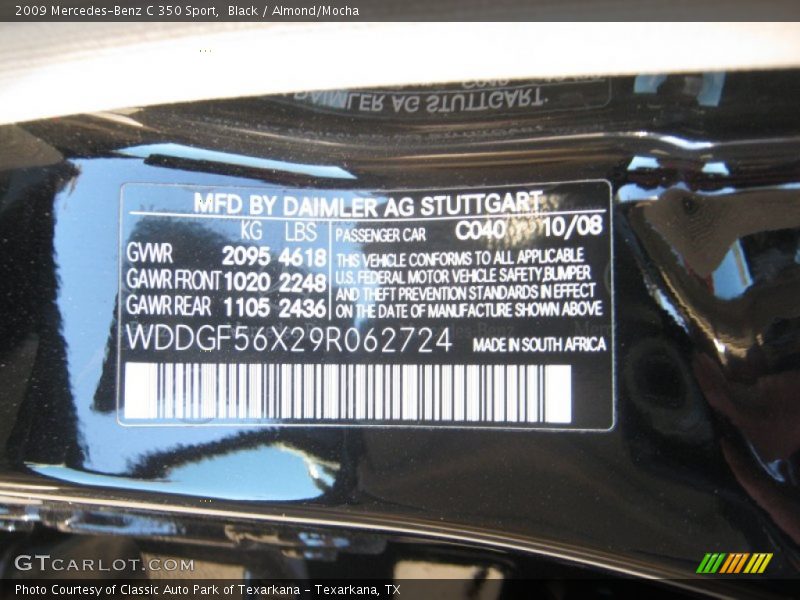 2009 Mercedes-Benz C 350 Sport, Black / Almond/Mocha
DAIMLER AG STUTTGART
MFD BY DAIMLER AG STUTTGART
KG LBS
GVWR 2095 4618
GAWR FRONT 1020 2248
GAWR REAR 1105 2436
PASSENGER CAR C040 10/08
THIS VEHICLE CONFORMS TO ALL APPLICABLE
U.S. FEDERAL MOTOR VEHICLE SAFETY, BUMPER
AND THEFT PREVENTION STANDARDS IN EFFECT
ON THE DATE OF MANUFACTURE SHOWN ABOVE
WDDGF56X29R062724 MADE IN SOUTH AFRICA
GTCARLOT.COM
Photo Courtesy of Classic Auto Park of Texarkana - Texarkana, TX